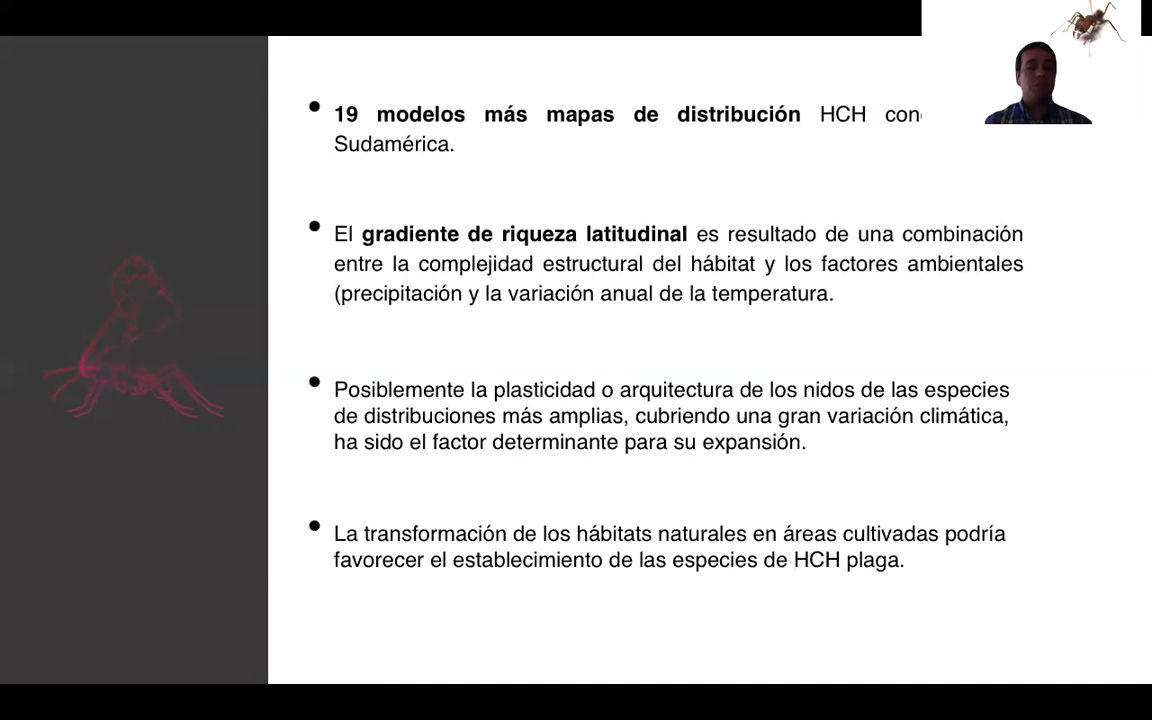 19 modelos más mapas de distribución HCH
Sudamérica.
El gradiente de riqueza latitudinal es resultado de una combinación
entre la complejidad estructural del hábitat y los factores ambientales
(precipitación y la variación anual de la temperatura.
Posiblemente la plasticidad o arquitectura de los nidos de las especies
de distribuciones más amplias, cubriendo una gran variación climática,
ha sido el factor determinante para su expansión.
La transformación de los hábitats naturales en áreas cultivadas podría
favorecer el establecimiento de las especies de HCH plaga.